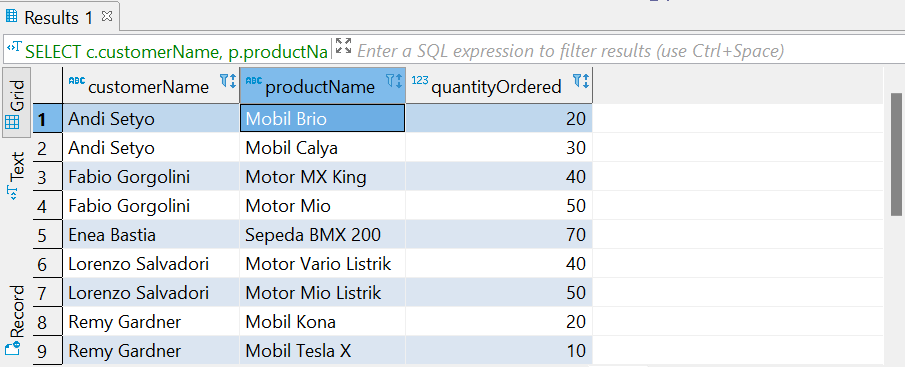 Results 1
SELECT c.customerName, p.productNa Enter a SQL expression to filter results (use Ctrl+Space)
Grid
Text
Record
ABC customerName ABC productName 123 quantityOrdered
1 Andi Setyo Mobil Brio 20
2 Andi Setyo Mobil Calya 30
3 Fabio Gorgolini Motor MX King 40
4 Fabio Gorgolini Motor Mio 50
5 Enea Bastia Sepeda BMX 200 70
6 Lorenzo Salvadori Motor Vario Listrik 40
7 Lorenzo Salvadori Motor Mio Listrik 50
8 Remy Gardner Mobil Kona 20
9 Remy Gardner Mobil Tesla X 10